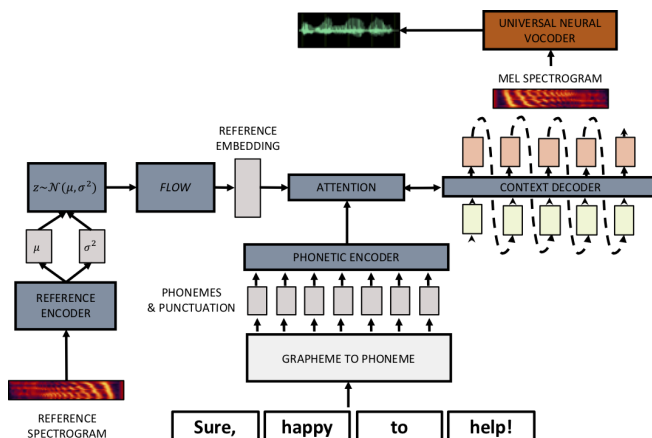 UNIVERSAL NEURAL
VOCODER
MEL SPECTROGRAM
REFERENCE
EMBEDDING
z~𝒩(μ, σ²)
FLOW
ATTENTION
CONTEXT DECODER
μ
σ²
PHONETIC ENCODER
REFERENCE
ENCODER
PHONEMES
& PUNCTUATION
GRAPHEME TO PHONEME
REFERENCE
SPECTROGRAM
Sure,
happy
to
help!